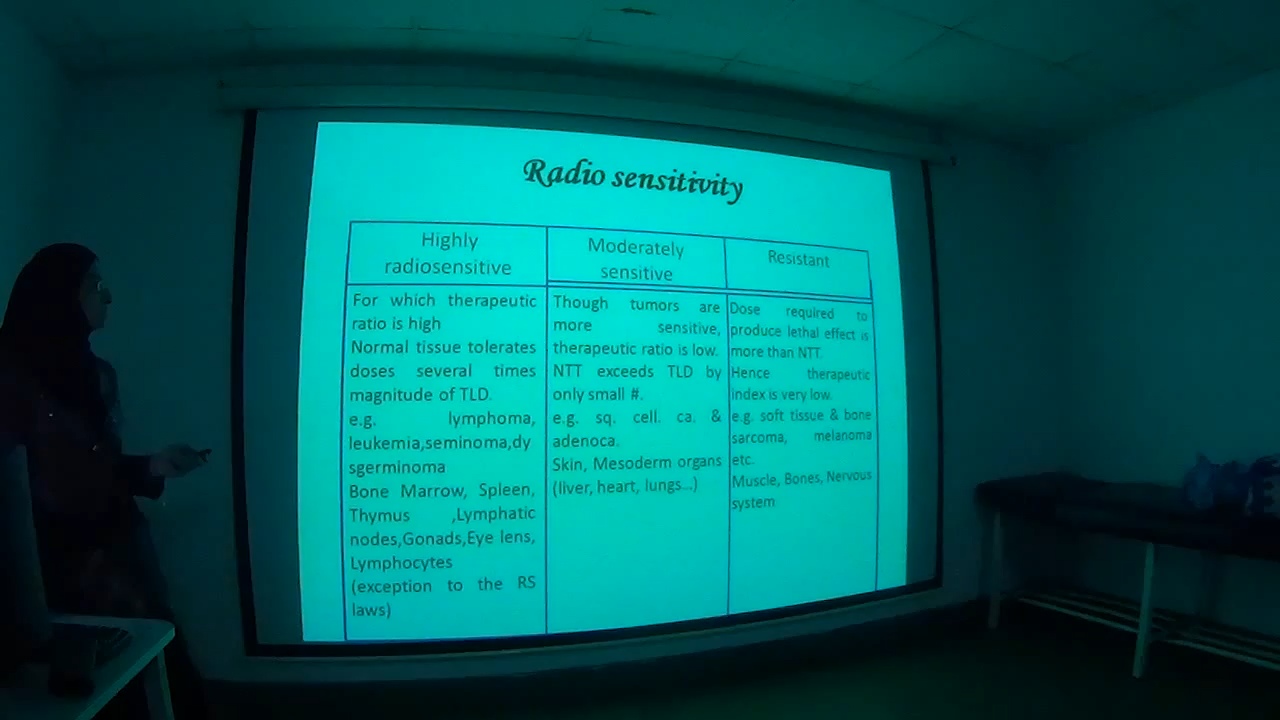 Radio sensitivity
Highly
radiosensitive
For which therapeutic
ratio is high
Normal tissue tolerates
doses several times
magnitude of TLD.
e.g. lymphoma,
leukemia,seminoma,dy
sgerminoma
Bone Marrow, Spleen,
Thymus ,Lymphatic
nodes,Gonads,Eye lens,
Lymphocytes
(exception to the RS
laws)
Moderately
sensitive
Though tumors are
more sensitive,
therapeutic ratio is low.
NTT exceeds TLD by
only small #.
e.g. sq. cell. ca. &
adenoca.
Skin, Mesoderm organs
(liver, heart, lungs...)
Resistant
Dose required to
produce lethal effect is
more than NTT.
Hence therapeutic
index is very low.
e.g. soft tissue & bone
sarcoma, melanoma
etc.
Muscle, Bones, Nervous
system